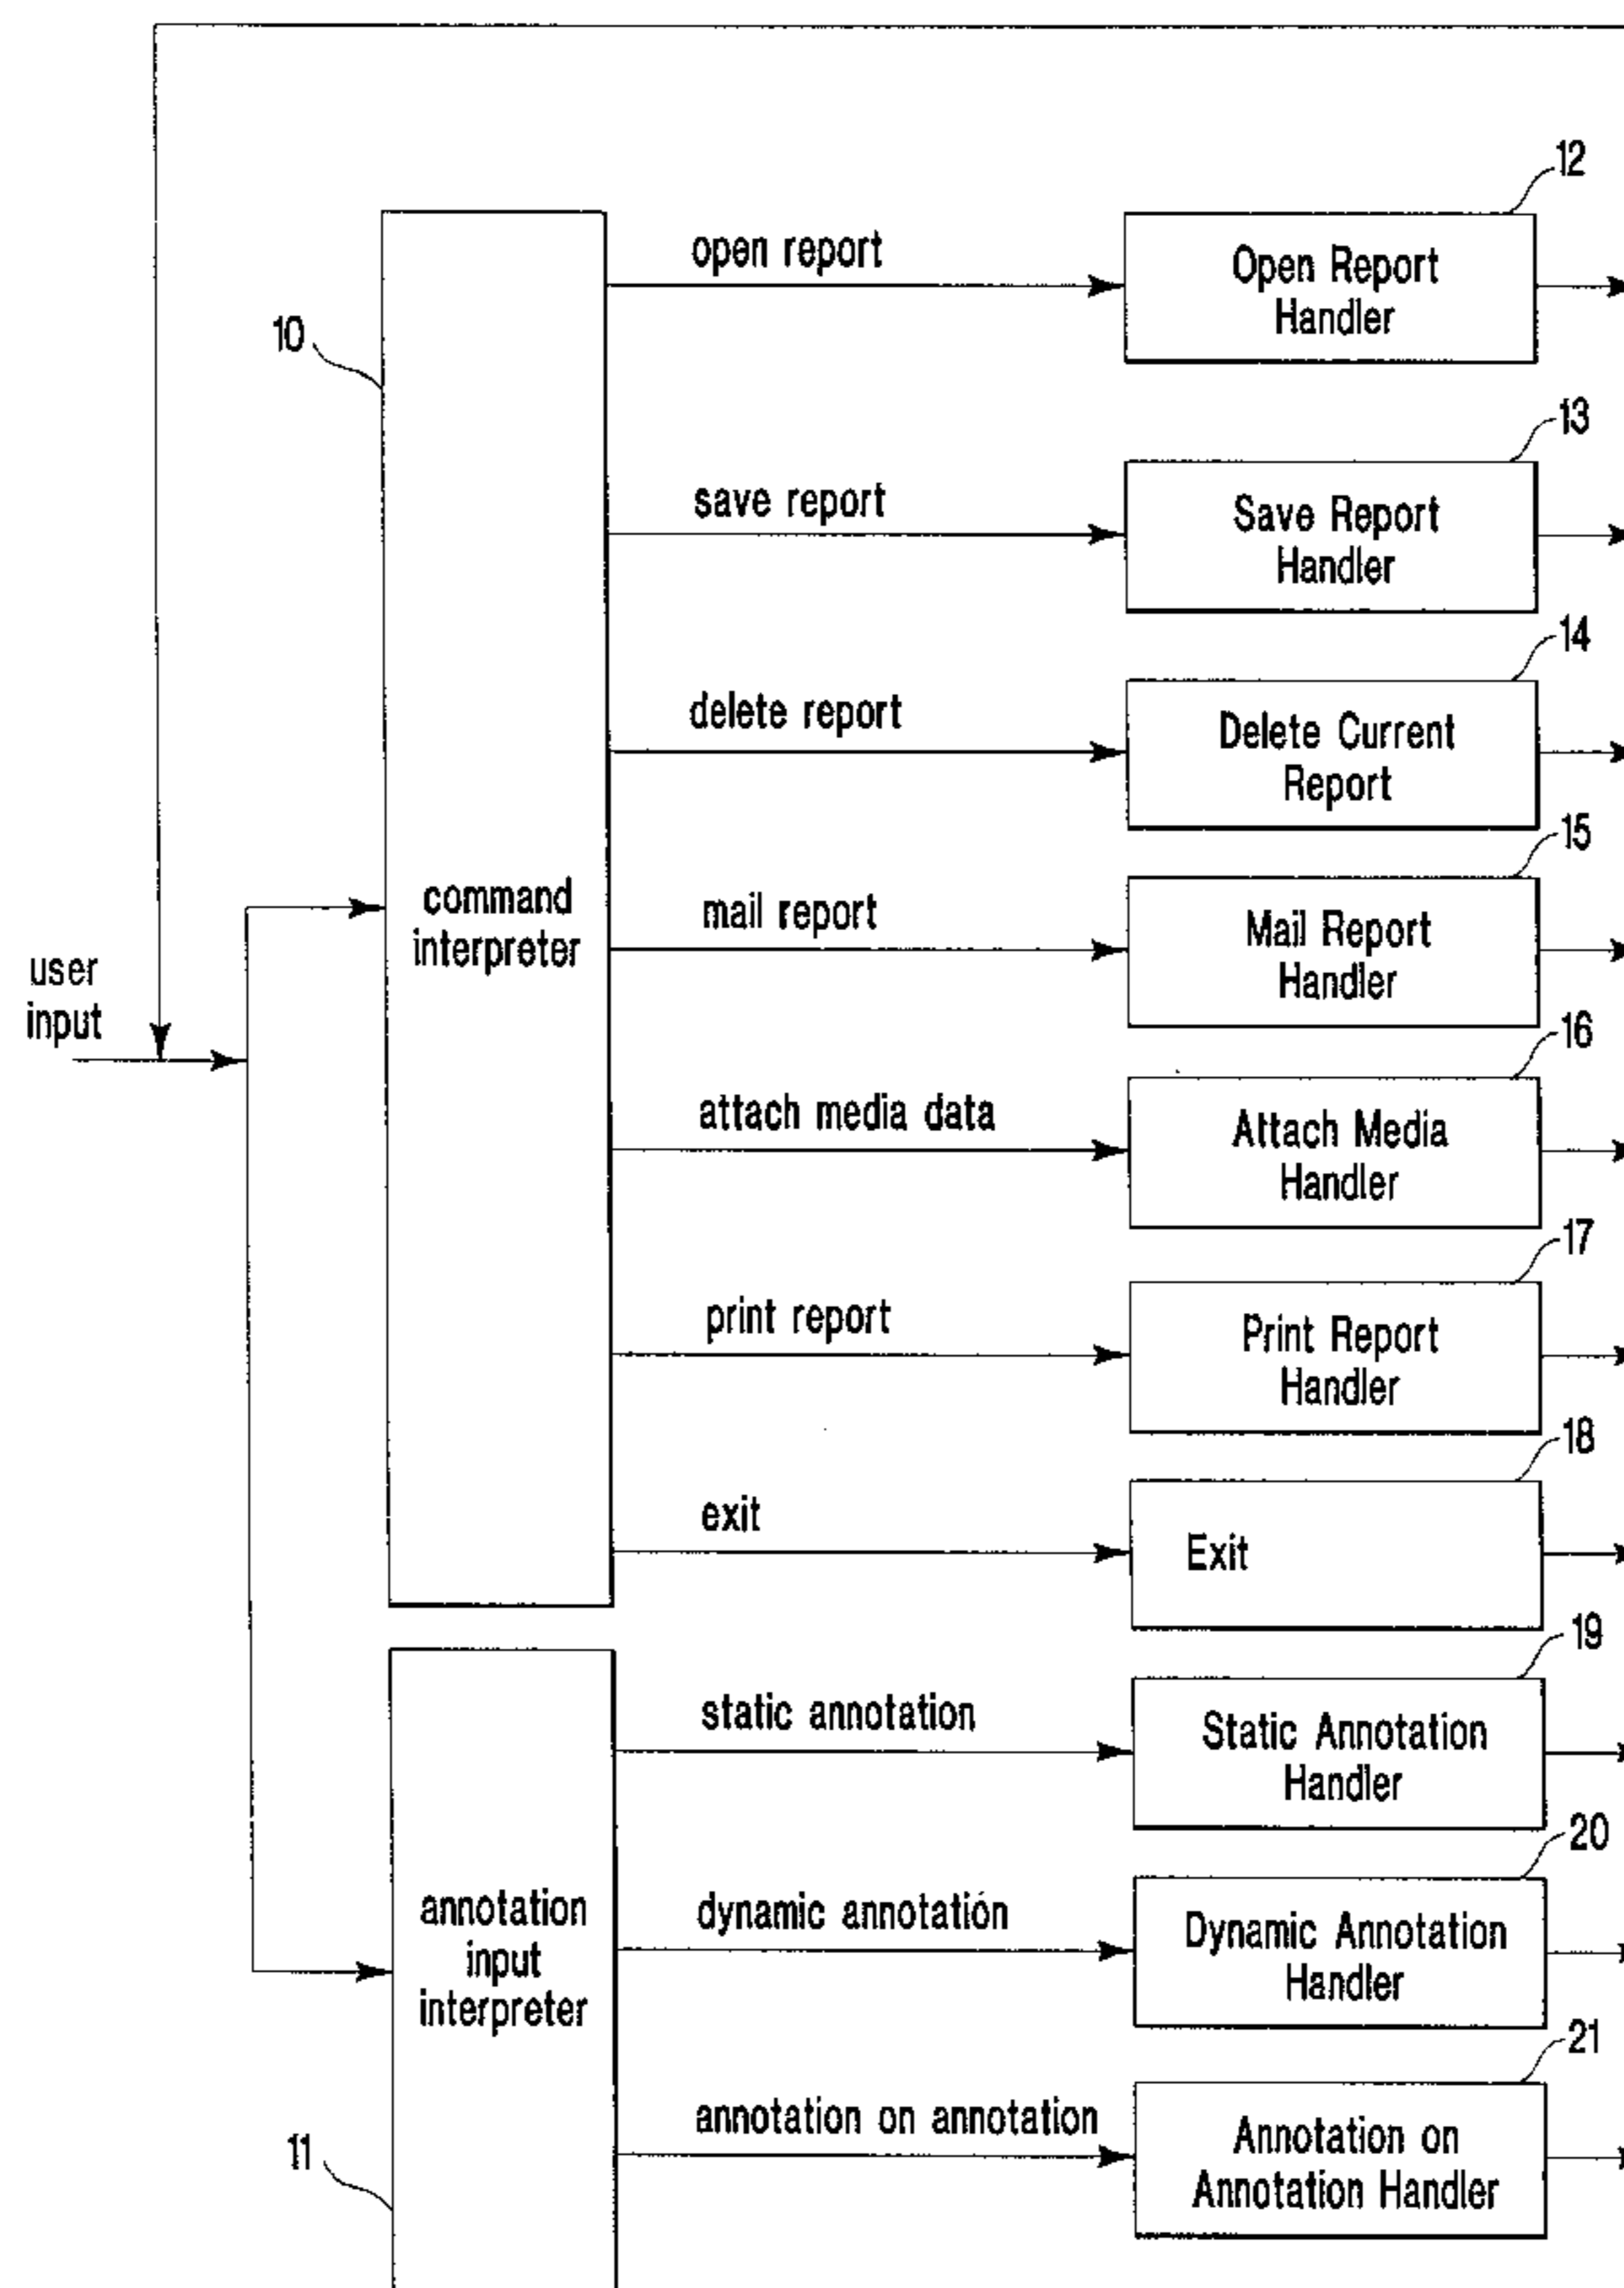 12
open report
Open Report
Handler
10
13
save report
Save Report
Handler
14
delete report
Delete Current
Report
15
command
interpreter
mail report
Mail Report
Handler
user
input
16
attach media data
Attach Media
Handler
17
print report
Print Report
Handler
18
exit
Exit
19
static annotation
Static Annotation
Handler
20
annotation
input
interpreter
dynamic annotation
Dynamic Annotation
Handler
21
annotation on annotation
Annotation on
Annotation Handler
11